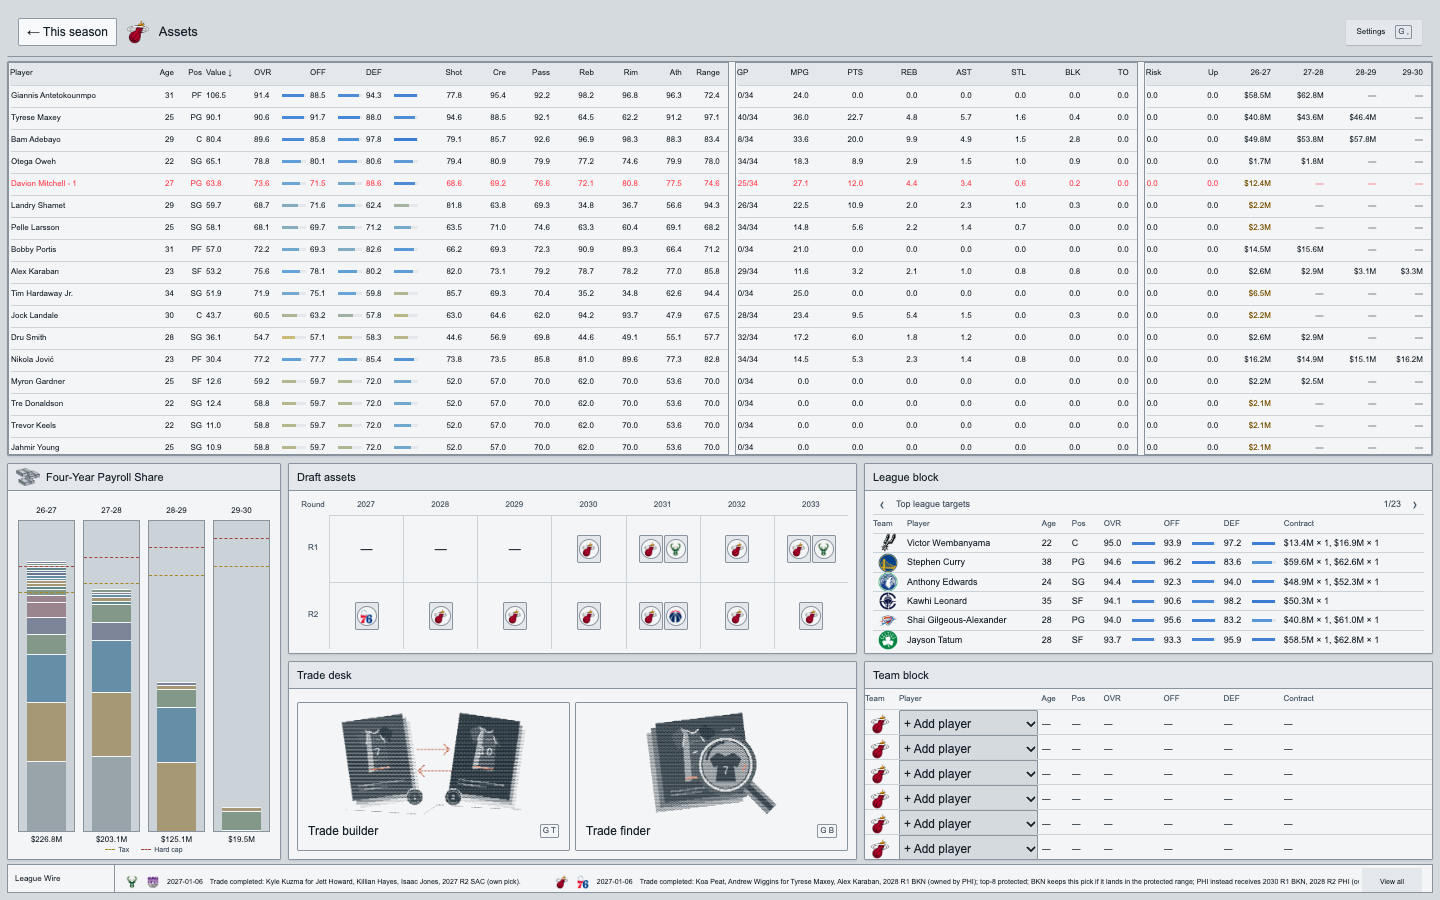 ← This season Assets Settings G .
Player Age Pos Value ↓ OVR OFF DEF Shot Cre Pass Reb Rim Ath Range GP MPG PTS REB AST STL BLK TO Risk Up 26-27 27-28 28-29 29-30
Giannis Antetokounmpo 31 PF 106.5 91.4 88.5 94.3 77.8 95.4 92.2 98.2 96.8 96.3 72.4 0/34 24.0 0.0 0.0 0.0 0.0 0.0 0.0 0.0 0.0 $58.5M $62.8M — —
Tyrese Maxey 25 PG 90.1 90.6 91.7 88.0 94.6 88.5 92.1 64.5 62.2 91.2 97.1 40/34 36.0 22.7 4.8 5.7 1.6 0.4 0.0 0.0 0.0 $40.8M $43.6M $46.4M —
Bam Adebayo 29 C 80.4 89.6 85.8 97.8 79.1 85.7 92.6 96.9 98.3 88.3 83.4 8/34 33.6 20.0 9.9 4.9 1.5 2.8 0.0 0.0 0.0 $49.8M $53.8M $57.8M —
Otega Oweh 22 SG 65.1 78.8 80.1 80.6 79.4 80.9 79.9 77.2 74.6 79.9 78.0 34/34 18.3 8.9 2.9 1.5 1.0 0.9 0.0 0.0 0.0 $1.7M $1.8M — —
Davion Mitchell - 1 27 PG 63.8 73.6 71.5 88.6 68.6 69.2 76.6 72.1 80.8 77.5 74.6 25/34 27.1 12.0 4.4 3.4 0.6 0.2 0.0 0.0 0.0 $12.4M — — —
Landry Shamet 29 SG 59.7 68.7 71.6 62.4 81.8 63.8 69.3 34.8 36.7 56.6 94.3 26/34 22.5 10.9 2.0 2.3 1.0 0.3 0.0 0.0 0.0 $2.2M — — —
Pelle Larsson 25 SG 58.1 68.1 69.7 71.2 63.5 71.0 74.6 63.3 60.4 69.1 68.2 34/34 14.8 5.6 2.2 1.4 0.7 0.0 0.0 0.0 0.0 $2.3M — — —
Bobby Portis 31 PF 57.0 72.2 69.3 82.6 66.2 69.3 72.3 90.9 89.3 66.4 71.2 0/34 21.0 0.0 0.0 0.0 0.0 0.0 0.0 0.0 0.0 $14.5M $15.6M — —
Alex Karaban 23 SF 53.2 75.6 78.1 80.2 82.0 73.1 79.2 78.7 78.2 77.0 85.8 29/34 11.6 3.2 2.1 1.0 0.8 0.8 0.0 0.0 0.0 $2.6M $2.9M $3.1M $3.3M
Tim Hardaway Jr. 34 SG 51.9 71.9 75.1 59.8 85.7 69.3 70.4 35.2 34.8 62.6 94.4 0/34 25.0 0.0 0.0 0.0 0.0 0.0 0.0 0.0 0.0 $6.5M — — —
Jock Landale 30 C 43.7 60.5 63.2 57.8 63.0 64.6 62.0 94.2 93.7 47.9 67.5 28/34 23.4 9.5 5.4 1.5 0.0 0.3 0.0 0.0 0.0 $2.2M — — —
Dru Smith 28 SG 36.1 54.7 57.1 58.3 44.6 56.9 69.8 44.6 49.1 55.1 57.7 32/34 17.2 6.0 1.8 1.2 0.0 0.0 0.0 0.0 0.0 $2.6M $2.9M — —
Nikola Jović 23 PF 30.4 77.2 77.7 85.4 73.8 73.5 85.8 81.0 89.6 77.3 82.8 34/34 14.5 5.3 2.3 1.4 0.8 0.0 0.0 0.0 0.0 $16.2M $14.9M $15.1M $16.2M
Myron Gardner 25 SF 12.6 59.2 59.7 72.0 52.0 57.0 70.0 62.0 70.0 53.6 70.0 0/34 0.0 0.0 0.0 0.0 0.0 0.0 0.0 0.0 0.0 $2.2M $2.5M — —
Tre Donaldson 22 SG 12.4 58.8 59.7 72.0 52.0 57.0 70.0 62.0 70.0 53.6 70.0 0/34 0.0 0.0 0.0 0.0 0.0 0.0 0.0 0.0 0.0 $2.1M — — —
Trevor Keels 22 SG 11.0 58.8 59.7 72.0 52.0 57.0 70.0 62.0 70.0 53.6 70.0 0/34 0.0 0.0 0.0 0.0 0.0 0.0 0.0 0.0 0.0 $2.1M — — —
Jahmir Young 25 SG 10.9 58.8 59.7 72.0 52.0 57.0 70.0 62.0 70.0 53.6 70.0 0/34 0.0 0.0 0.0 0.0 0.0 0.0 0.0 0.0 0.0 $2.1M — — —
Four-Year Payroll Share
26-27 27-28 28-29 29-30
$226.8M $203.1M $125.1M $19.5M
Tax Hard cap
Draft assets
Round 2027 2028 2029 2030 2031 2032 2033
R1 — — —
R2
76
Trade desk
7 0
Trade builder G T
7
Trade finder G B
League block
‹ Top league targets 1/23 ›
Team Player Age Pos OVR OFF DEF Contract
Victor Wembanyama 22 C 95.0 93.9 97.2 $13.4M × 1, $16.9M × 1
Stephen Curry 38 PG 94.6 96.2 83.6 $59.6M × 1, $62.6M × 1
Anthony Edwards 24 SG 94.4 92.3 94.0 $48.9M × 1, $52.3M × 1
Kawhi Leonard 35 SF 94.1 90.6 98.2 $50.3M × 1
Shai Gilgeous-Alexander 28 PG 94.0 95.6 83.2 $40.8M × 1, $61.0M × 1
Jayson Tatum 28 SF 93.7 93.3 95.9 $58.5M × 1, $62.8M × 1
Team block
Team Player Age Pos OVR OFF DEF Contract
+ Add player — — — — — —
+ Add player — — — — — —
+ Add player — — — — — —
+ Add player — — — — — —
+ Add player — — — — — —
+ Add player — — — — — —
League Wire 2027-01-06 Trade completed: Kyle Kuzma for Jett Howard, Killian Hayes, Isaac Jones, 2027 R2 SAC (own pick). 76 2027-01-06 Trade completed: Koa Peat, Andrew Wiggins for Tyrese Maxey, Alex Karaban, 2028 R1 BKN (owned by PHI); top-8 protected; BKN keeps this pick if it lands in the protected range; PHI instead receives 2030 R1 BKN, 2028 R2 PHI View all